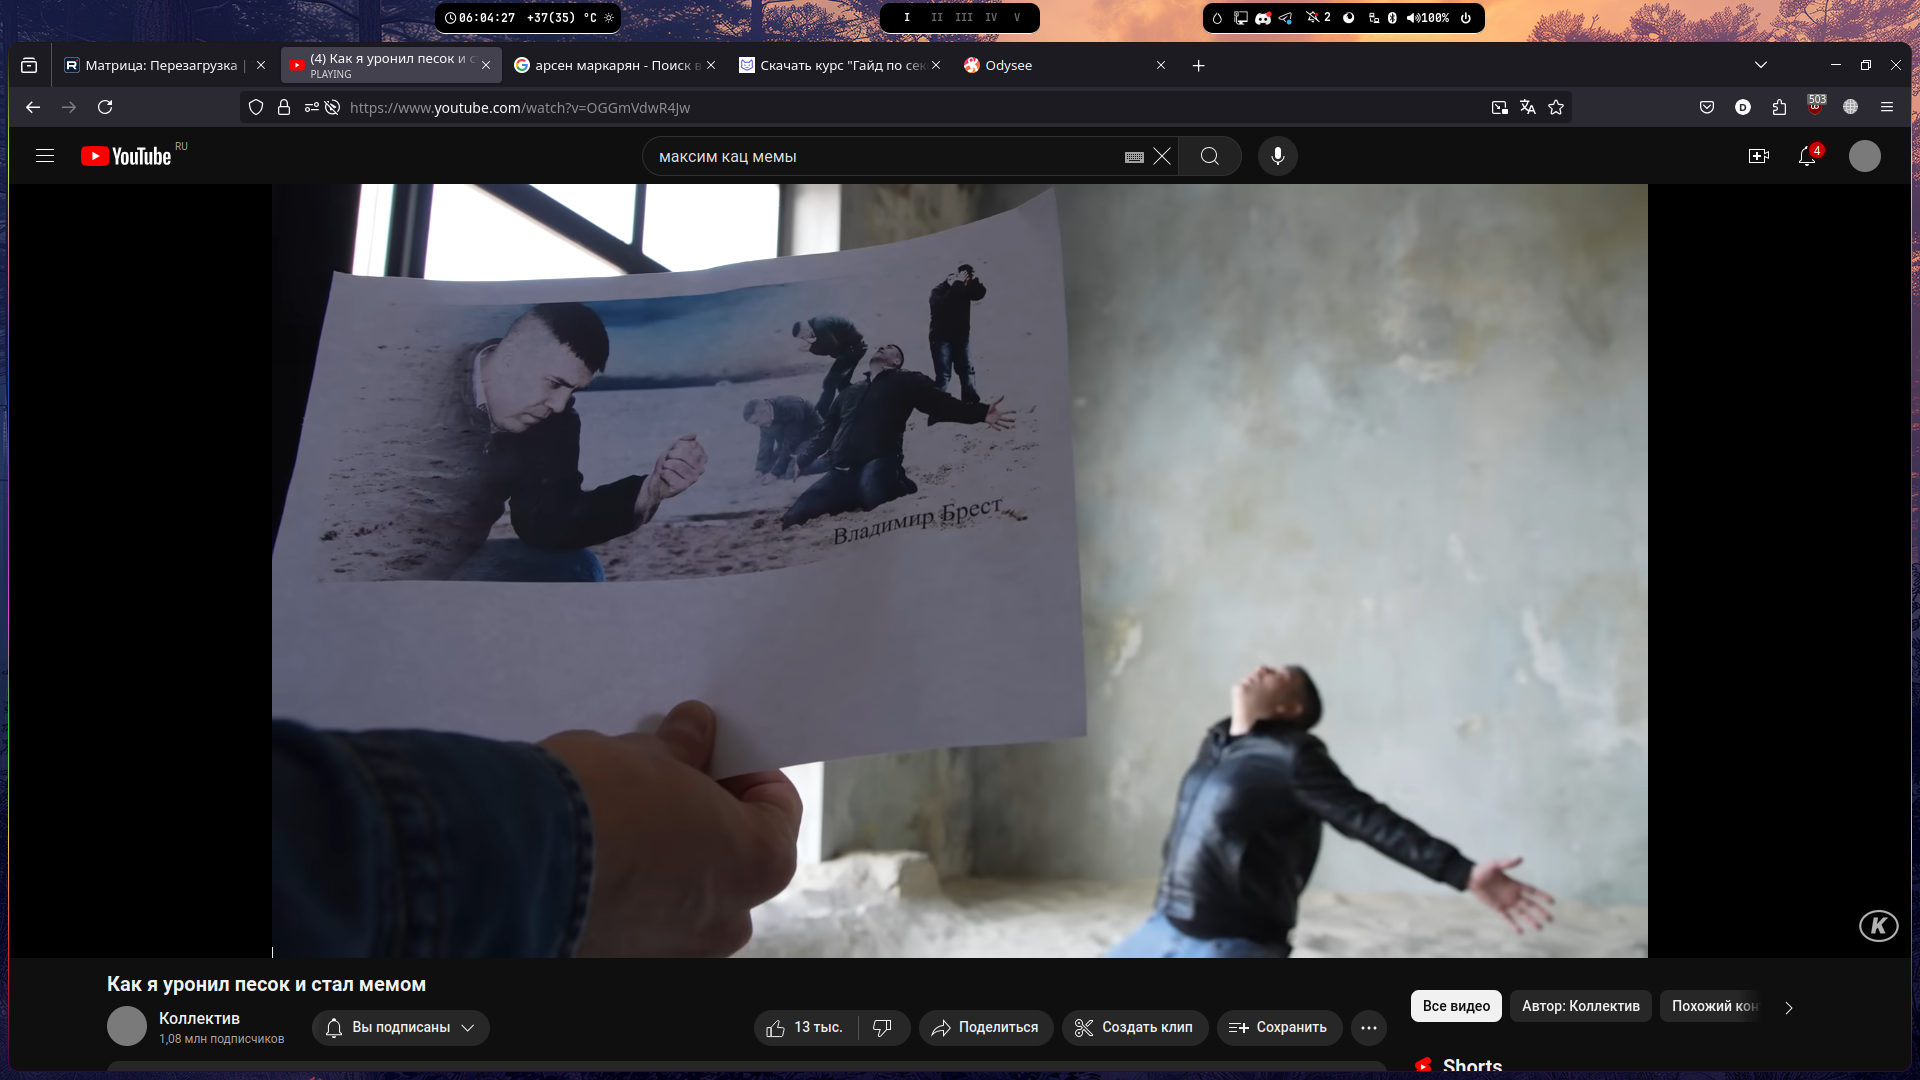 06:04:27 +37(35) °C
I II III IV V
2 100%
Матрица: Перезагрузка |
(4) Как я уронил песок и с
PLAYING
арсен маркарян - Поиск в
Скачать курс "Гайд по сек
Odysee
https://www.youtube.com/watch?v=OGGmVdwR4Jw
D
503
YouTube RU
максим кац мемы
4
Владимир Брест
K
Как я уронил песок и стал мемом
Коллектив
1,08 млн подписчиков
Вы подписаны
13 тыс.
Поделиться
Создать клип
Сохранить
Все видео
Автор: Коллектив
Похожий кон
Shorts